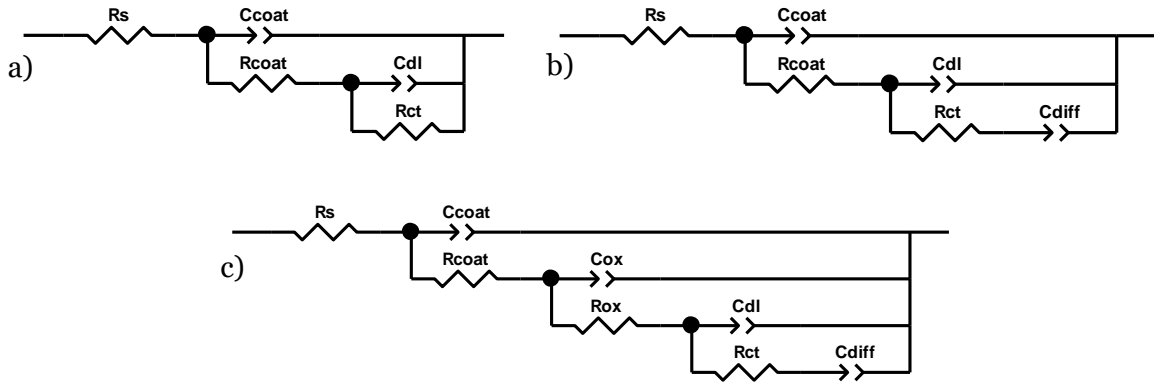 Rs Ccoat
Rcoat Cdl
a)
Rct
Rs Ccoat
Rcoat Cdl
b)
Rct Cdiff
Rs Ccoat
Rcoat Cox
c)
Rox Cdl
Rct Cdiff